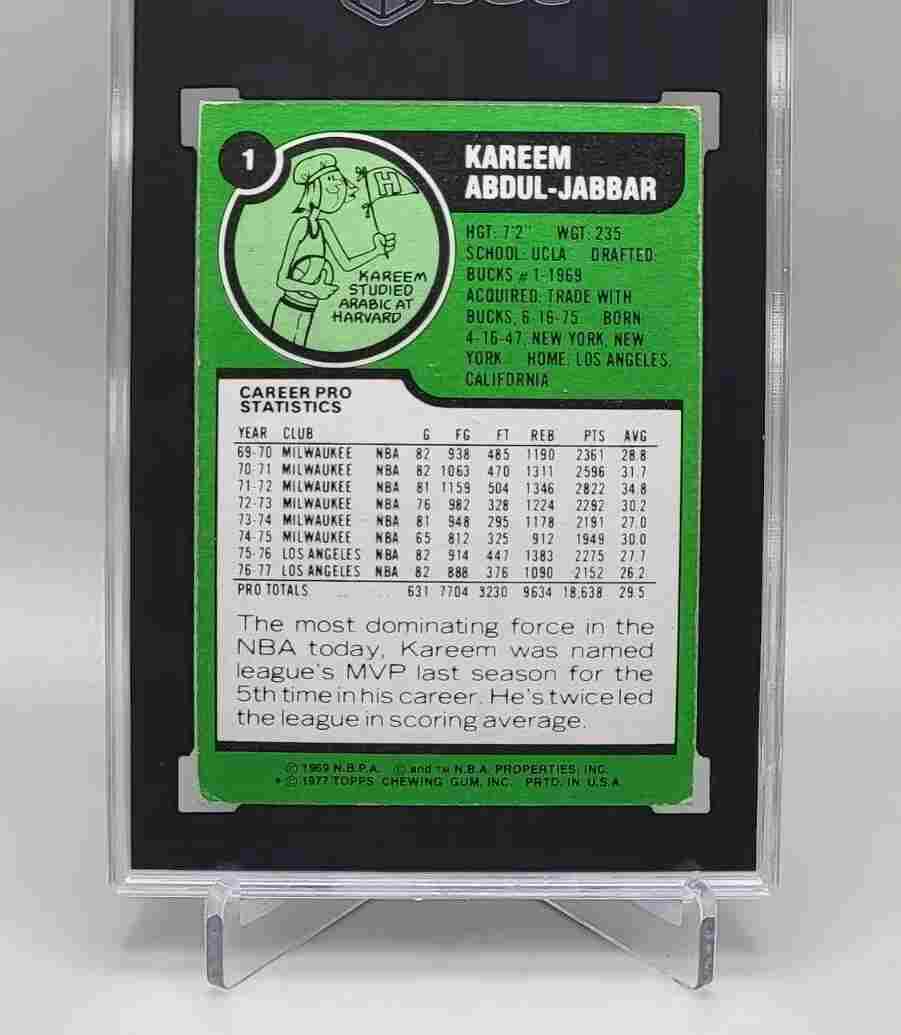 1
KAREEM
ABDUL-JABBAR
H
KAREEM
STUDIED
ARABIC AT
HARVARD
HGT: 7'2" WGT: 235
SCHOOL: UCLA DRAFTED:
BUCKS #1-1969
ACQUIRED: TRADE WITH
BUCKS, 6-16-75 BORN
4-16-47, NEW YORK, NEW
YORK HOME: LOS ANGELES,
CALIFORNIA
CAREER PRO
STATISTICS
YEAR CLUB G FG FT REB PTS AVG
69-70 MILWAUKEE NBA 82 938 485 1190 2361 28.8
70-71 MILWAUKEE NBA 82 1063 470 1311 2596 31.7
71-72 MILWAUKEE NBA 81 1159 504 1346 2822 34.8
72-73 MILWAUKEE NBA 76 982 328 1224 2292 30.2
73-74 MILWAUKEE NBA 81 948 295 1178 2191 27.0
74-75 MILWAUKEE NBA 65 812 325 912 1949 30.0
75-76 LOS ANGELES NBA 82 914 447 1383 2275 27.7
76-77 LOS ANGELES NBA 82 888 376 1090 2152 26.2
PRO TOTALS 631 7704 3230 9634 18,638 29.5
The most dominating force in the
NBA today, Kareem was named
league's MVP last season for the
5th time in his career. He's twice led
the league in scoring average.
© 1969 N.B.P.A. © and TM N.B.A. PROPERTIES, INC.
* © 1977 TOPPS CHEWING GUM, INC. PRTD. IN U.S.A.